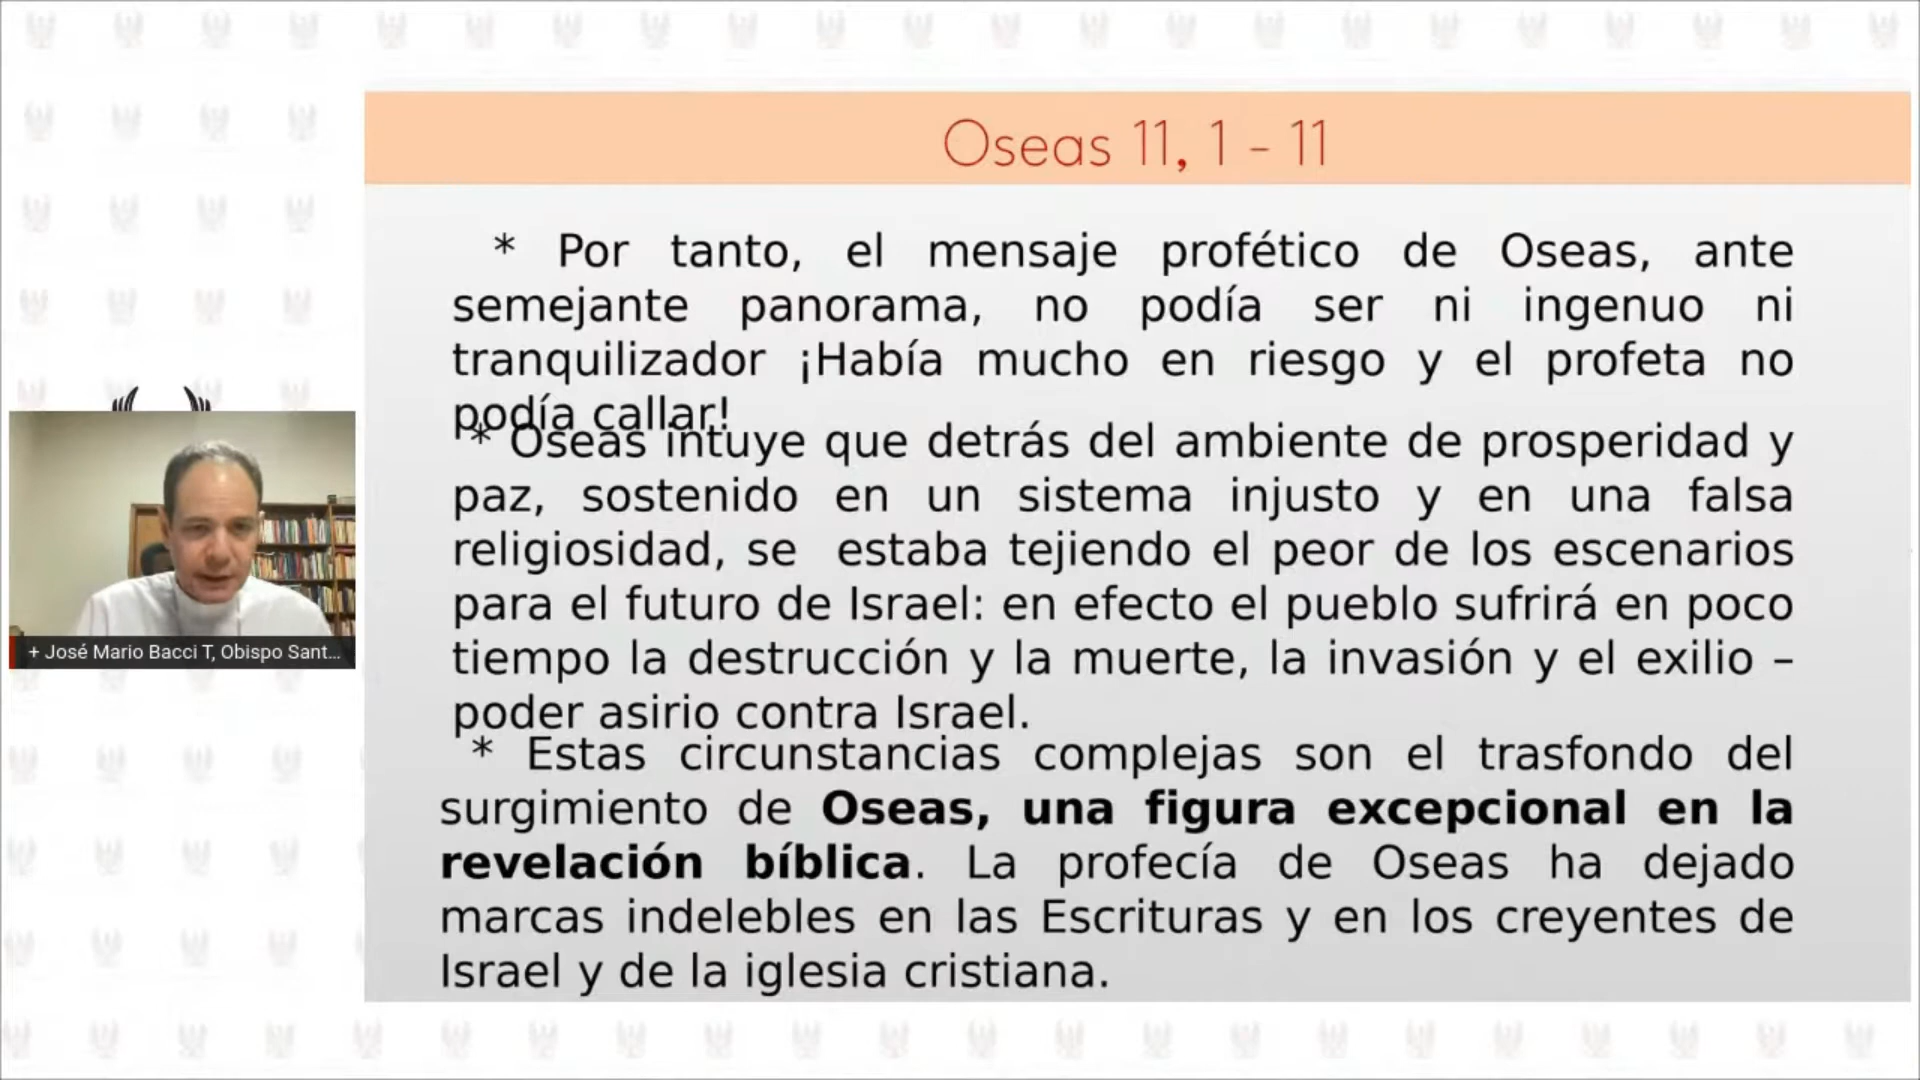 Oseas 11, 1 - 11
* Por tanto, el mensaje profético de Oseas, ante
semejante panorama, no podía ser ni ingenuo ni
tranquilizador ¡Había mucho en riesgo y el profeta no
podía callar!
* Oseas intuye que detrás del ambiente de prosperidad y
paz, sostenido en un sistema injusto y en una falsa
religiosidad, se estaba tejiendo el peor de los escenarios
para el futuro de Israel: en efecto el pueblo sufrirá en poco
tiempo la destrucción y la muerte, la invasión y el exilio –
poder asirio contra Israel.
* Estas circunstancias complejas son el trasfondo del
surgimiento de Oseas, una figura excepcional en la
revelación bíblica. La profecía de Oseas ha dejado
marcas indelebles en las Escrituras y en los creyentes de
Israel y de la iglesia cristiana.
+ José Mario Bacci T, Obispo Sant...